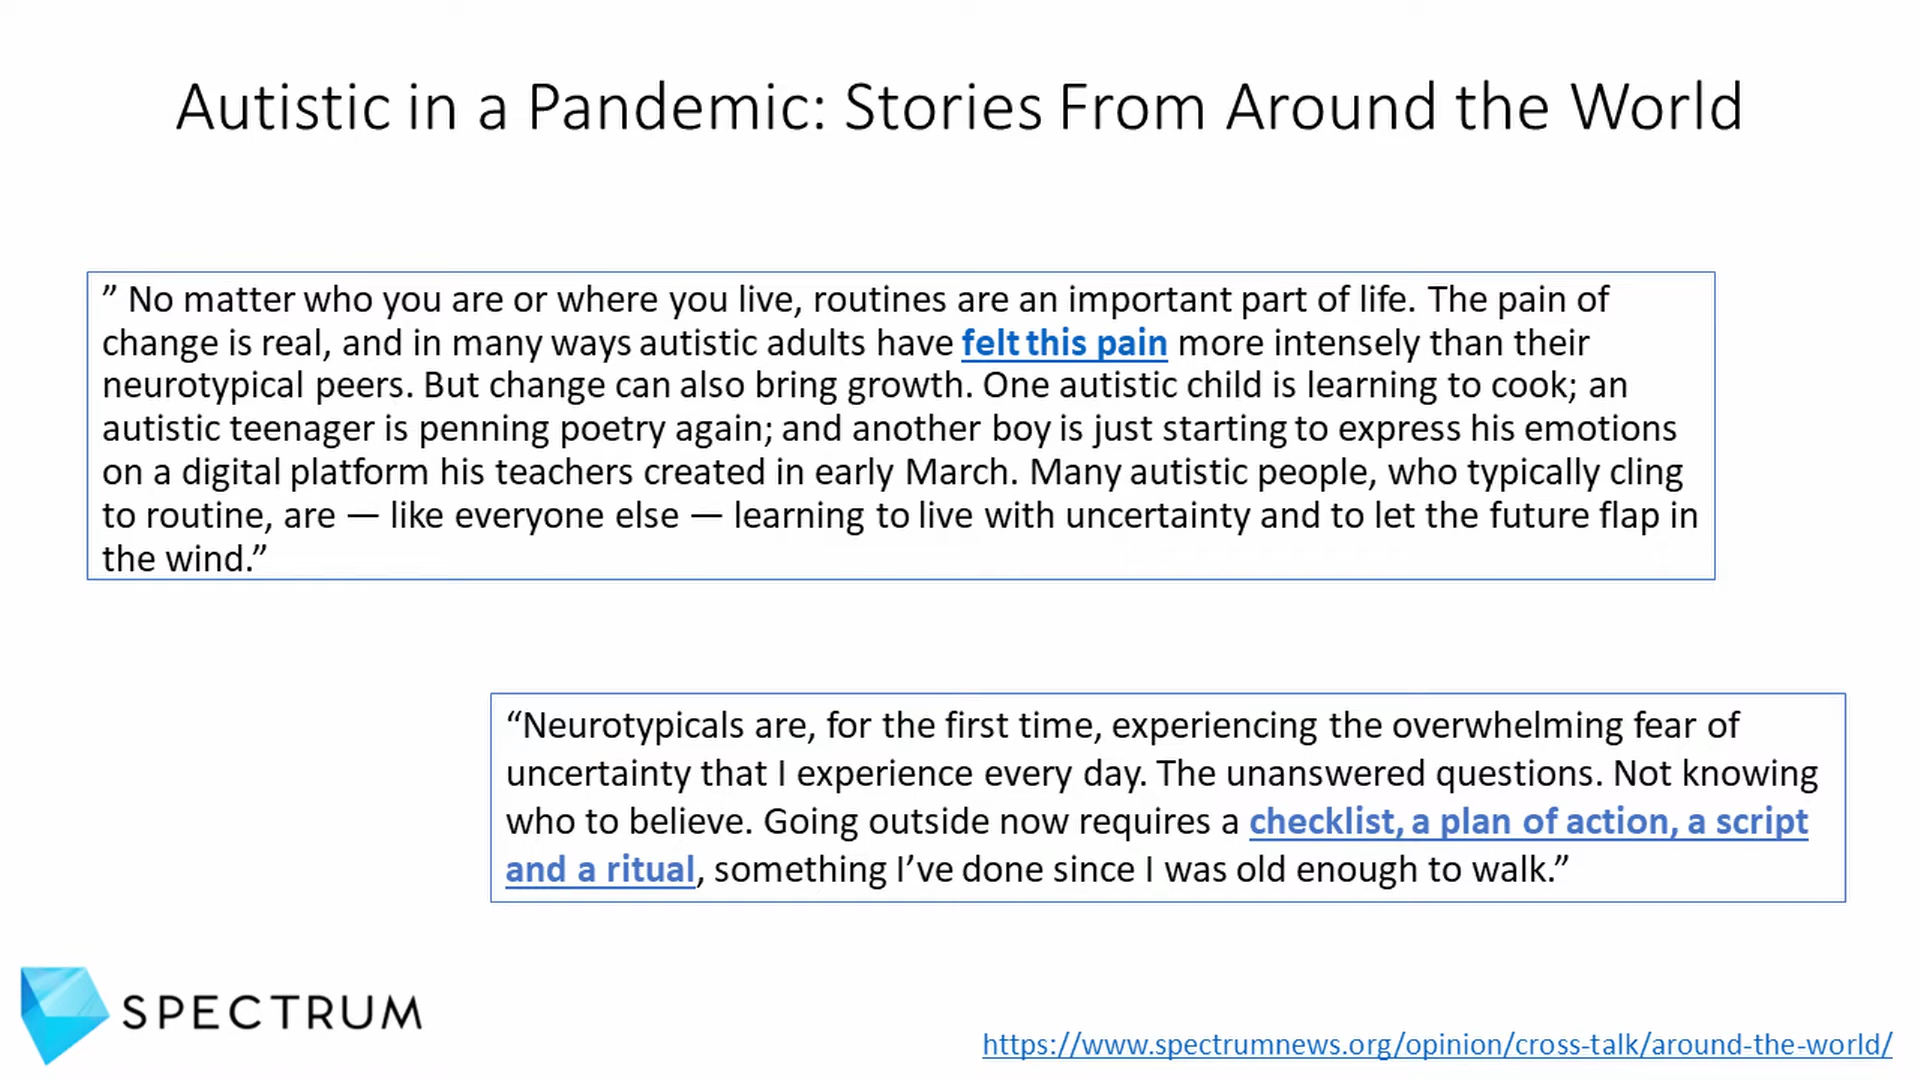 Autistic in a Pandemic: Stories From Around the World
” No matter who you are or where you live, routines are an important part of life. The pain of
change is real, and in many ways autistic adults have felt this pain more intensely than their
neurotypical peers. But change can also bring growth. One autistic child is learning to cook; an
autistic teenager is penning poetry again; and another boy is just starting to express his emotions
on a digital platform his teachers created in early March. Many autistic people, who typically cling
to routine, are — like everyone else — learning to live with uncertainty and to let the future flap in
the wind.”
“Neurotypicals are, for the first time, experiencing the overwhelming fear of
uncertainty that I experience every day. The unanswered questions. Not knowing
who to believe. Going outside now requires a checklist, a plan of action, a script
and a ritual, something I’ve done since I was old enough to walk.”
SPECTRUM
https://www.spectrumnews.org/opinion/cross-talk/around-the-world/